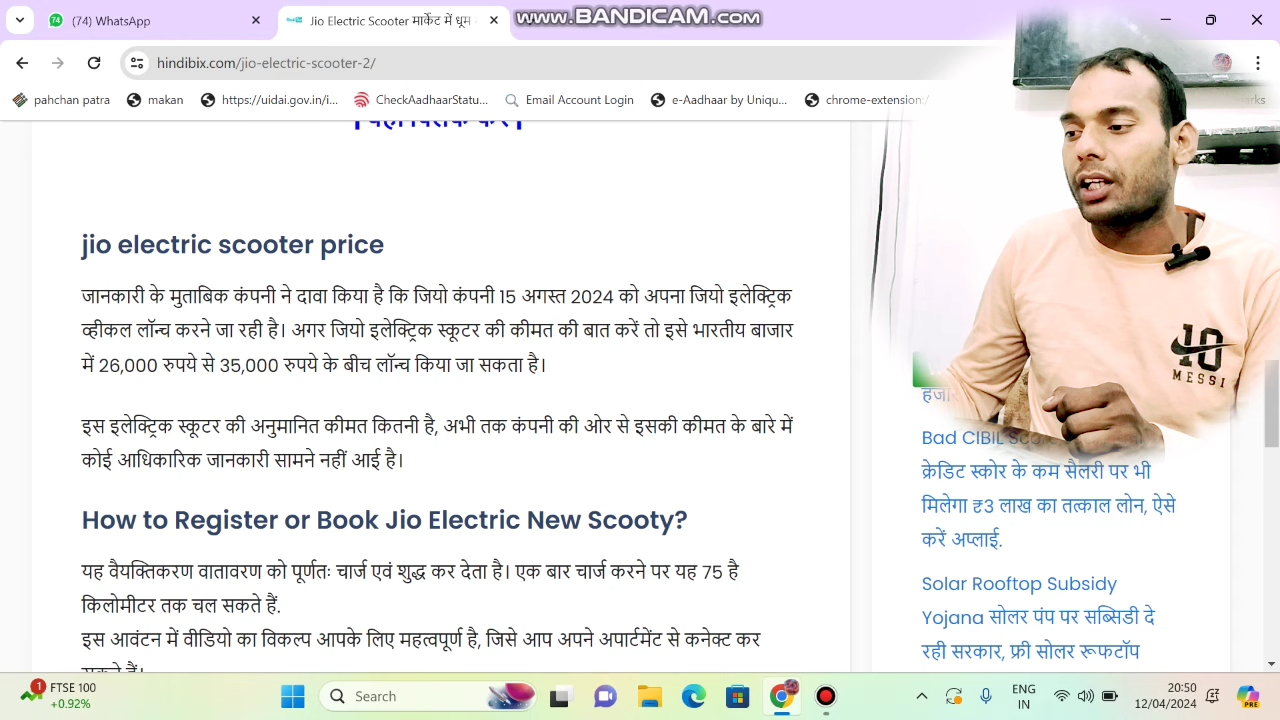 (74) WhatsApp
Jio Electric Scooter मार्केट में धूम
www.BANDICAM.com
hindibix.com/jio-electric-scooter-2/
pahchan patra
makan
https://uidai.gov.in/i...
CheckAadhaarStatu...
Email Account Login
e-Aadhaar by Uniqu...
chrome-extension:/
jio electric scooter price
जानकारी के मुताबिक कंपनी ने दावा किया है कि जियो कंपनी 15 अगस्त 2024 को अपना जियो इलेक्ट्रिक
व्हीकल लॉन्च करने जा रही है। अगर जियो इलेक्ट्रिक स्कूटर की कीमत की बात करें तो इसे भारतीय बाजार
में 26,000 रुपये से 35,000 रुपये के बीच लॉन्च किया जा सकता है।
इस इलेक्ट्रिक स्कूटर की अनुमानित कीमत कितनी है, अभी तक कंपनी की ओर से इसकी कीमत के बारे में
कोई आधिकारिक जानकारी सामने नहीं आई है।
How to Register or Book Jio Electric New Scooty?
यह वैयक्तिकरण वातावरण को पूर्णतः चार्ज एवं शुद्ध कर देता है। एक बार चार्ज करने पर यह 75 है
किलोमीटर तक चल सकते हैं.
इस आवंटन में वीडियो का विकल्प आपके लिए महत्वपूर्ण है, जिसे आप अपने अपार्टमेंट से कनेक्ट कर
10
MESSI
Bad CIBIL
क्रेडिट स्कोर के कम सैलरी पर भी
मिलेगा ₹3 लाख का तत्काल लोन, ऐसे
करें अप्लाई.
Solar Rooftop Subsidy
Yojana सोलर पंप पर सब्सिडी दे
रही सरकार, फ्री सोलर रूफटॉप
1
FTSE 100
+0.92%
Search
ENG
IN
20:50
12/04/2024
PRE